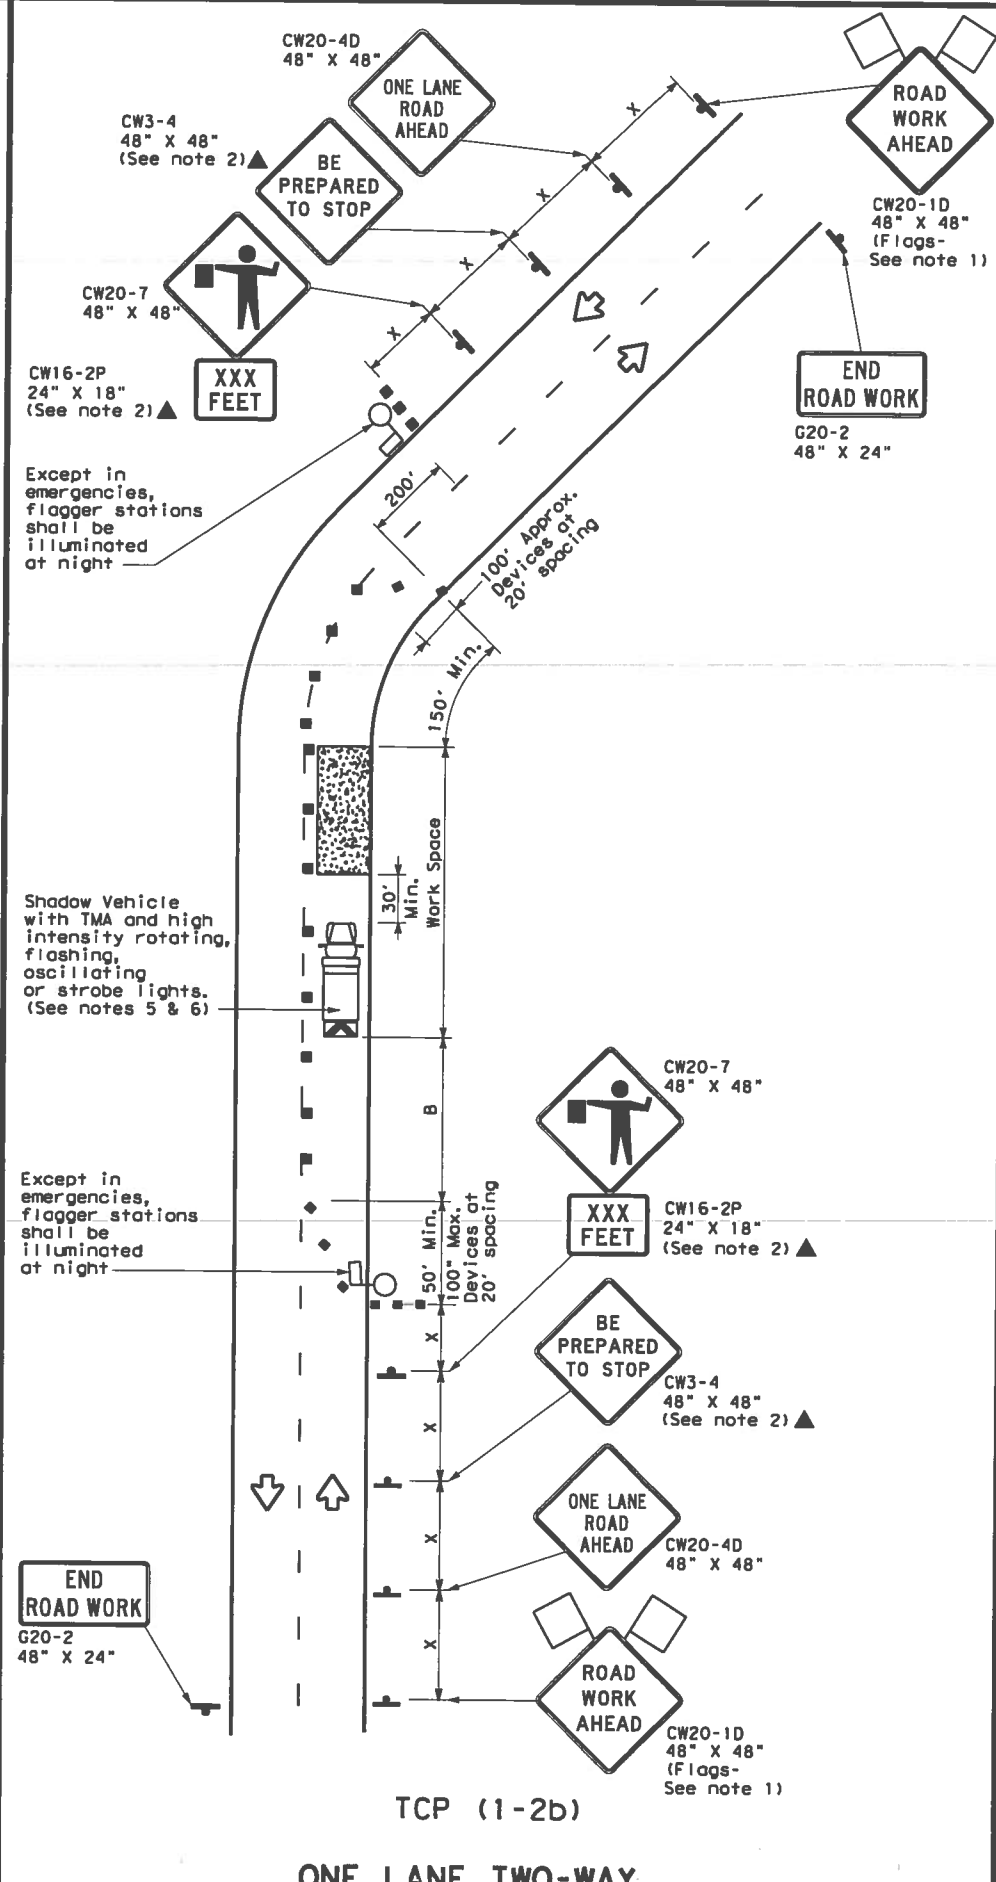 CW20-4D
48" X 48"
ONE LANE
ROAD
AHEAD
ROAD
WORK
AHEAD
CW20-1D
48" X 48"
(Flags-
See note 1)
CW3-4
48" X 48"
(See note 2)
BE
PREPARED
TO STOP
CW20-7
48" X 48"
XXX
FEET
CW16-2P
24" X 18"
(See note 2)
X
X
X
X
END
ROAD WORK
G20-2
48" X 24"
Except in
emergencies,
flagger stations
shall be
illuminated
at night
200'
100' Approx.
Devices at
20' spacing
150' Min.
Work Space
30'
Min.
Shadow Vehicle
with TMA and high
intensity rotating,
flashing,
oscillating
or strobe lights.
(See notes 5 & 6)
B
CW20-7
48" X 48"
XXX
FEET
CW16-2P
24" X 18"
(See note 2)
Except in
emergencies,
flagger stations
shall be
illuminated
at night
50' Min.
100" Max.
Devices at
20' spacing
X
X
X
X
BE
PREPARED
TO STOP
CW3-4
48" X 48"
(See note 2)
ONE LANE
ROAD
AHEAD
CW20-4D
48" X 48"
END
ROAD WORK
G20-2
48" X 24"
ROAD
WORK
AHEAD
CW20-1D
48" X 48"
(Flags-
See note 1)
TCP (1-2b)
ONE LANE TWO-WAY